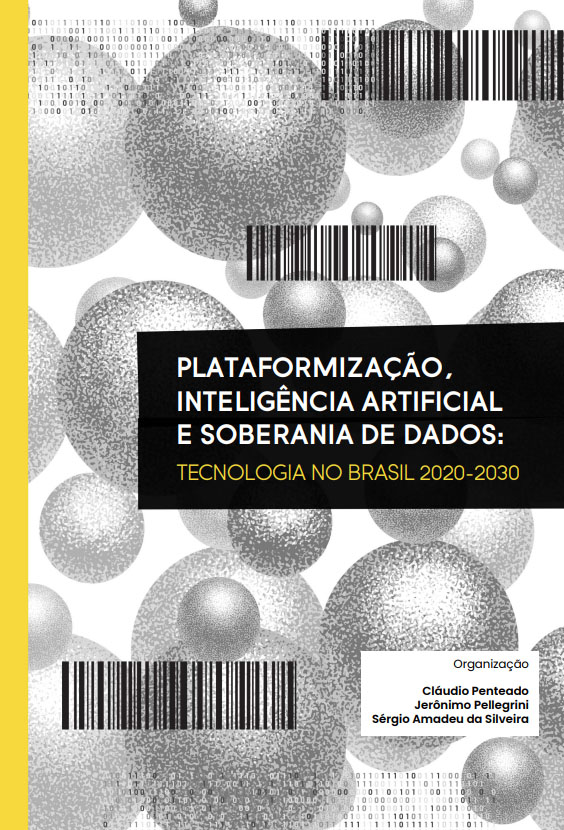 PLATAFORMIZAÇÃO,
INTELIGÊNCIA ARTIFICIAL
E SOBERANIA DE DADOS:
TECNOLOGIA NO BRASIL 2020-2030
Organização
Cláudio Penteado
Jerônimo Pellegrini
Sérgio Amadeu da Silveira